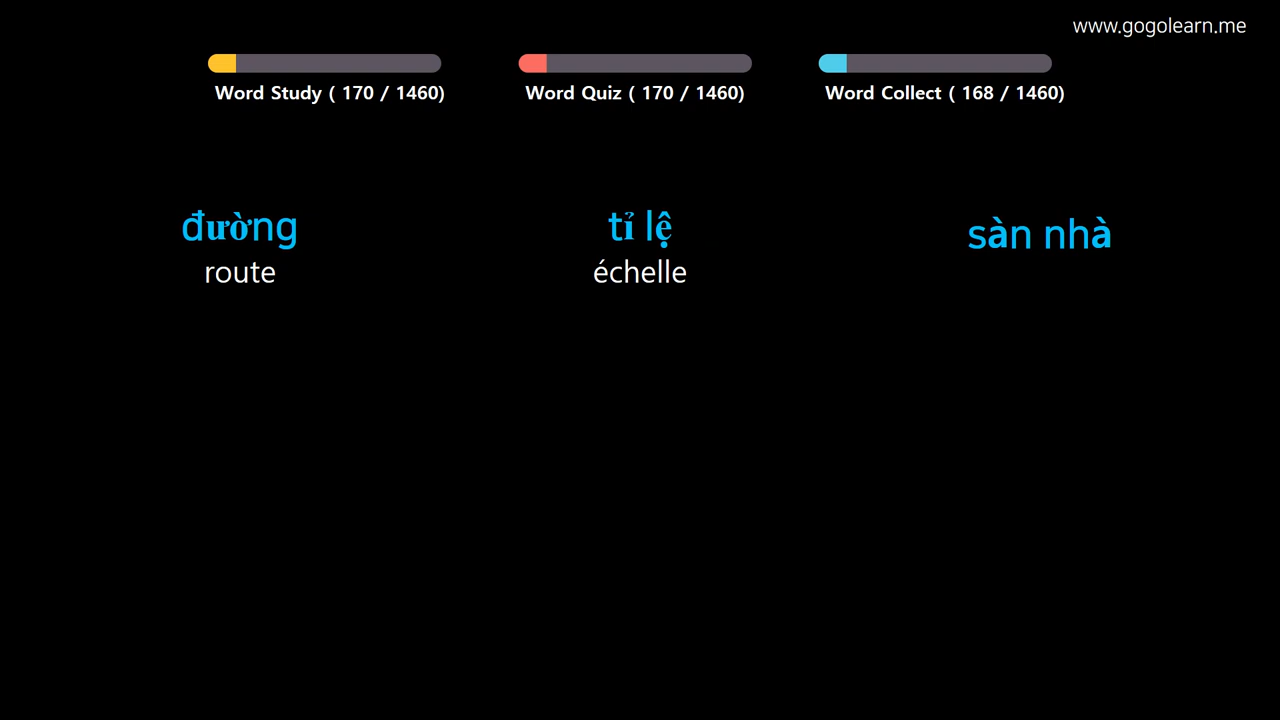 www.gogolearn.me
Word Study ( 170 / 1460)
Word Quiz ( 170 / 1460)
Word Collect ( 168 / 1460)
đường
route
tỉ lệ
échelle
sàn nhà